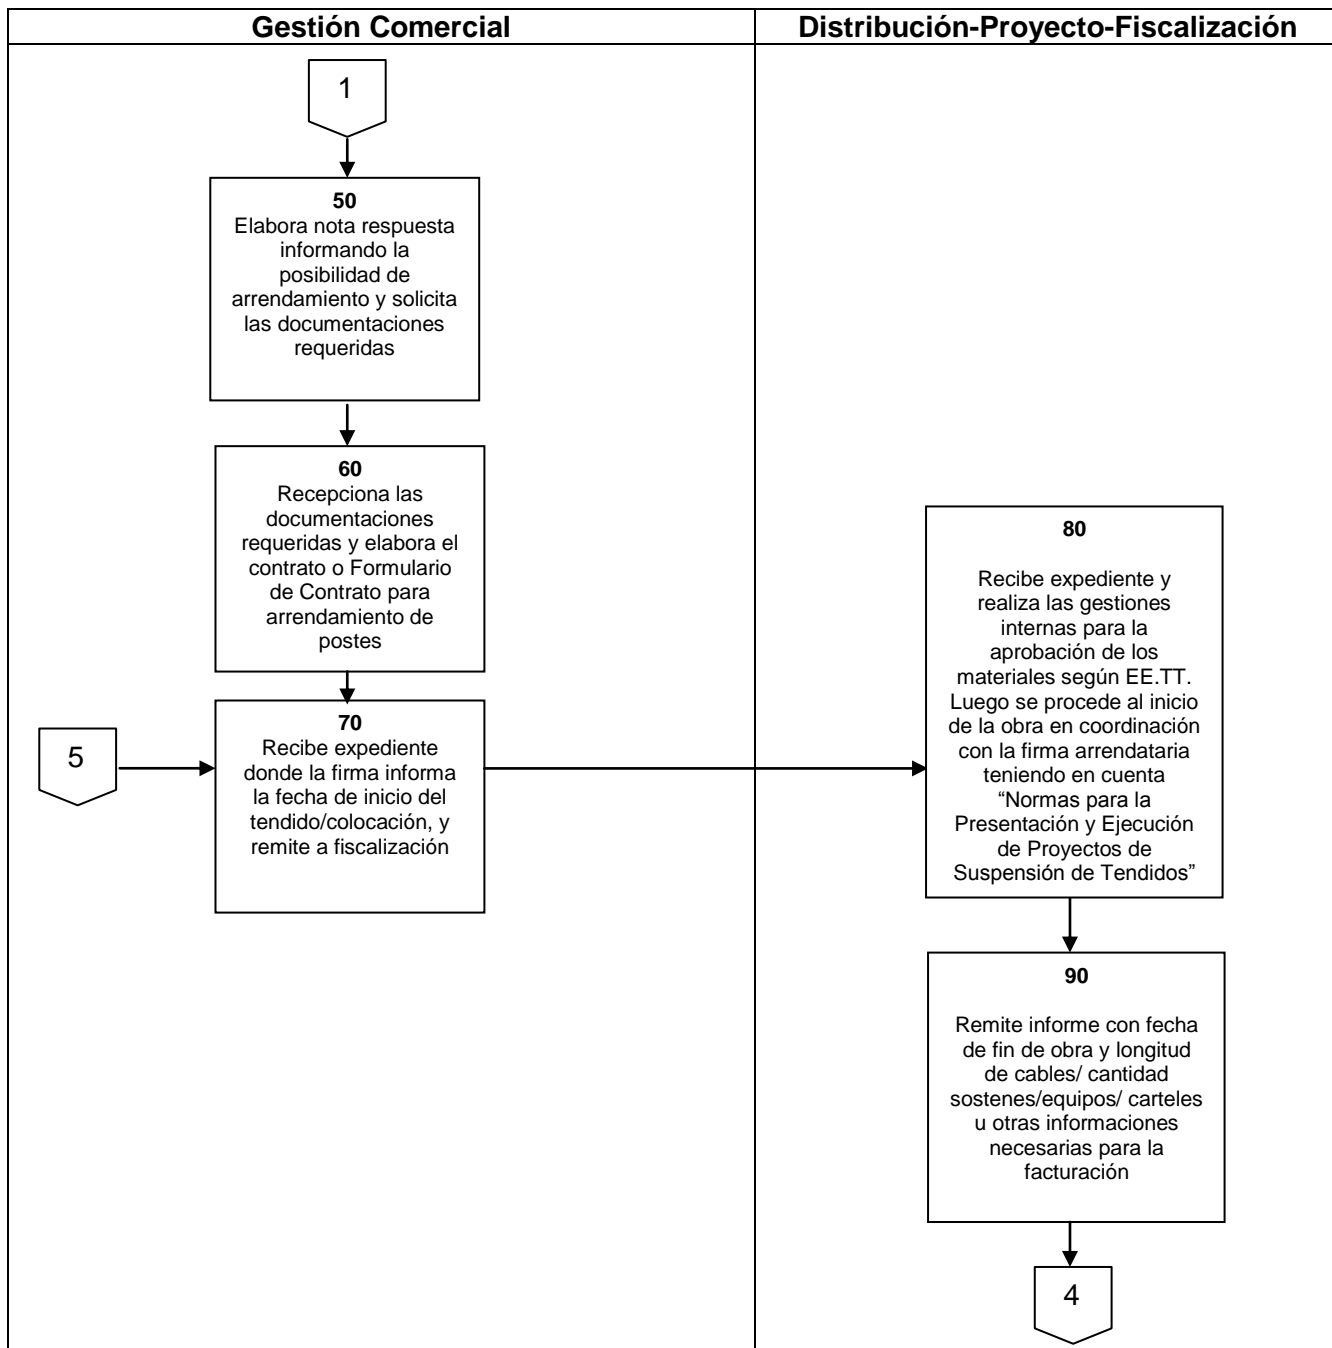 Gestión Comercial
Distribución-Proyecto-Fiscalización
1
50
Elabora nota respuesta
informando la
posibilidad de
arrendamiento y solicita
las documentaciones
requeridas
60
Recepciona las
documentaciones
requeridas y elabora el
contrato o Formulario
de Contrato para
arrendamiento de
postes
5
70
Recibe expediente
donde la firma informa
la fecha de inicio del
tendido/colocación, y
remite a fiscalización
80
Recibe expediente y
realiza las gestiones
internas para la
aprobación de los
materiales según EE.TT.
Luego se procede al inicio
de la obra en coordinación
con la firma arrendataria
teniendo en cuenta
“Normas para la
Presentación y Ejecución
de Proyectos de
Suspensión de Tendidos”
90
Remite informe con fecha
de fin de obra y longitud
de cables/ cantidad
sostenes/equipos/ carteles
u otras informaciones
necesarias para la
facturación
4